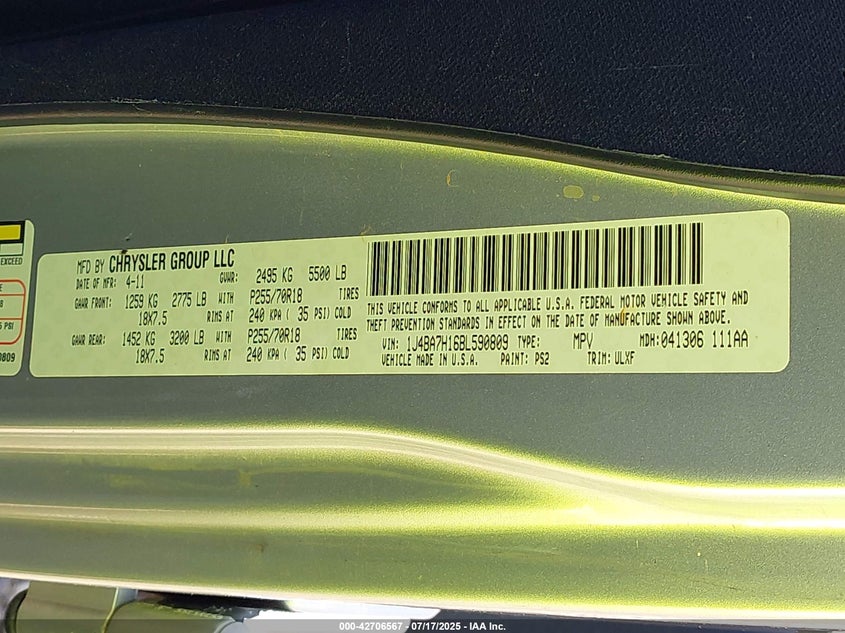 EXCEED
PSI
0809
MFD BY CHRYSLER GROUP LLC
DATE OF MFR: 4-11 GVWR: 2495 KG 5500 LB
GAWR FRONT: 1259 KG 2775 LB WITH P255/70R18 TIRES
18X7.5 RIMS AT 240 KPA ( 35 PSI) COLD
GAWR REAR: 1452 KG 3200 LB WITH P255/70R18 TIRES
18X7.5 RIMS AT 240 KPA ( 35 PSI) COLD
THIS VEHICLE CONFORMS TO ALL APPLICABLE U.S.A. FEDERAL MOTOR VEHICLE SAFETY AND
THEFT PREVENTION STANDARDS IN EFFECT ON THE DATE OF MANUFACTURE SHOWN ABOVE.
VIN: 1J4BA7H16BL590809 TYPE: MPV MDH: 041306 111AA
VEHICLE MADE IN U.S.A. PAINT: PS2 TRIM: ULXF
000-42706567 - 07/17/2025 - IAA Inc.